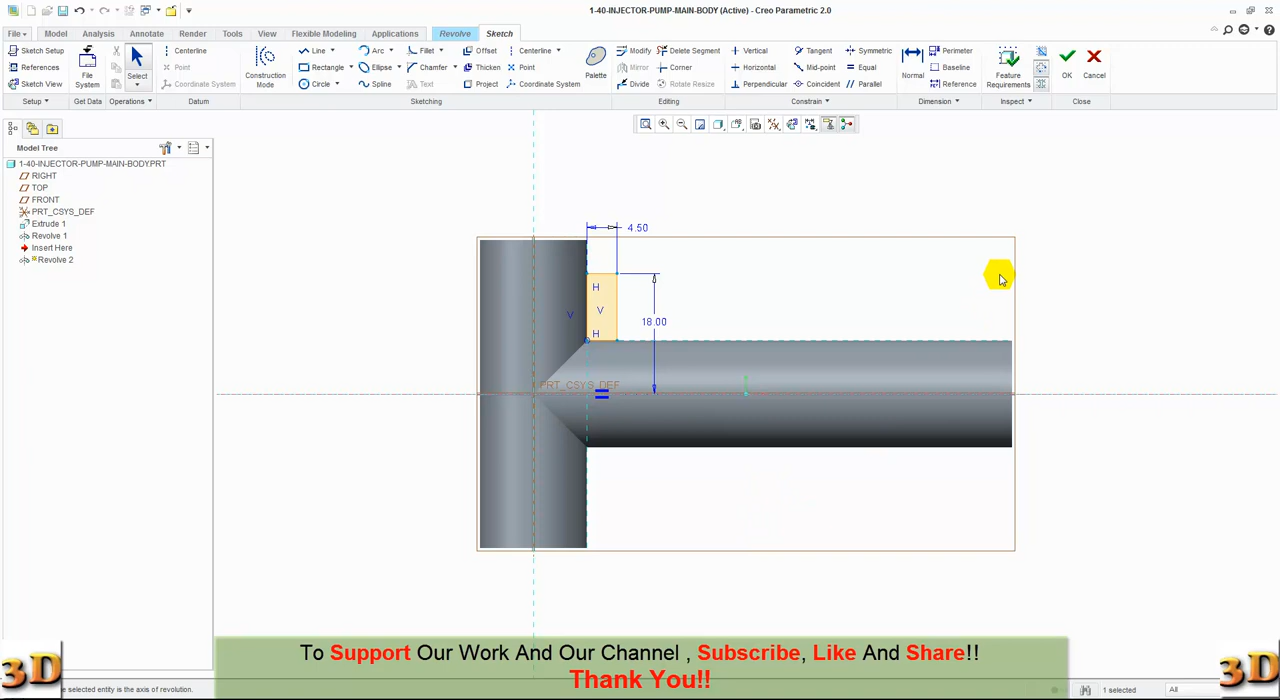 1-40-INJECTOR-PUMP-MAIN-BODY (Active) - Creo Parametric 2.0
File Model Analysis Annotate Render Tools View Flexible Modeling Applications Revolve Sketch
Sketch Setup Centerline Line Arc Fillet Offset Centerline Modify Delete Segment Vertical Tangent Symmetric Perimeter
References Point Rectangle Ellipse Chamfer Thicken Point Mirror Corner Horizontal Mid-point Equal Baseline
Sketch View File System Select Coordinate System Construction Mode Circle Spline Text Project Coordinate System Palette Divide Rotate Resize Perpendicular Coincident Parallel Normal Reference Feature Requirements OK Cancel
Setup Get Data Operations Datum Sketching Editing Constrain Dimension Inspect Close
Model Tree
1-40-INJECTOR-PUMP-MAIN-BODY.PRT
RIGHT
TOP
FRONT
PRT_CSYS_DEF
Extrude 1
Revolve 1
Insert Here
Revolve 2
4.50
H
V
V
18.00
H
PRT_CSYS_DEF
To Support Our Work And Our Channel , Subscribe, Like And Share!!
Thank You!!
3D
3D
e selected entity is the axis of revolution.
1 selected
All